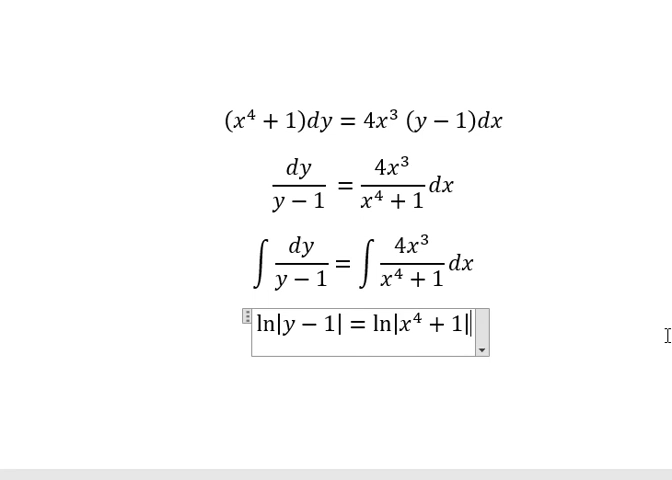 (x⁴ + 1)dy = 4x³ (y − 1)dx
dy/(y − 1) = 4x³/(x⁴ + 1) dx
∫ dy/(y − 1) = ∫ 4x³/(x⁴ + 1) dx
ln|y − 1| = ln|x⁴ + 1|